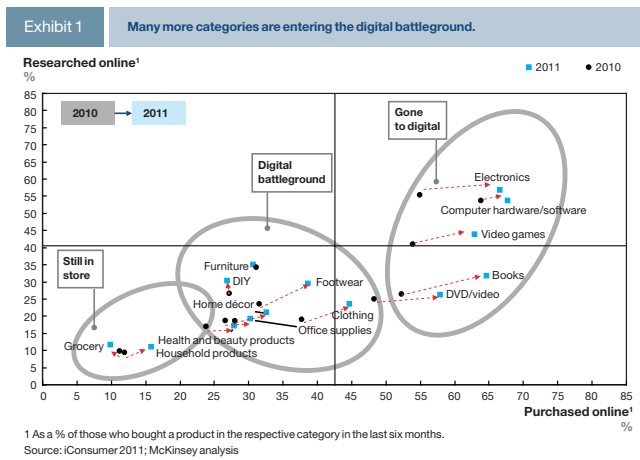 Exhibit 1
Many more categories are entering the digital battleground.
Researched online¹
%
2011
2010
85
80
75
70
65
60
55
50
45
40
35
30
25
20
15
10
5
0
2010
2011
Gone
to digital
Digital
battleground
Still in
store
Electronics
Computer hardware/software
Video games
Books
DVD/video
Furniture
DIY
Footwear
Home décor
Clothing
Office supplies
Health and beauty products
Household products
Grocery
0 5 10 15 20 25 30 35 40 45 50 55 60 65 70 75 80 85
Purchased online¹
%
1 As a % of those who bought a product in the respective category in the last six months.
Source: iConsumer 2011; McKinsey analysis